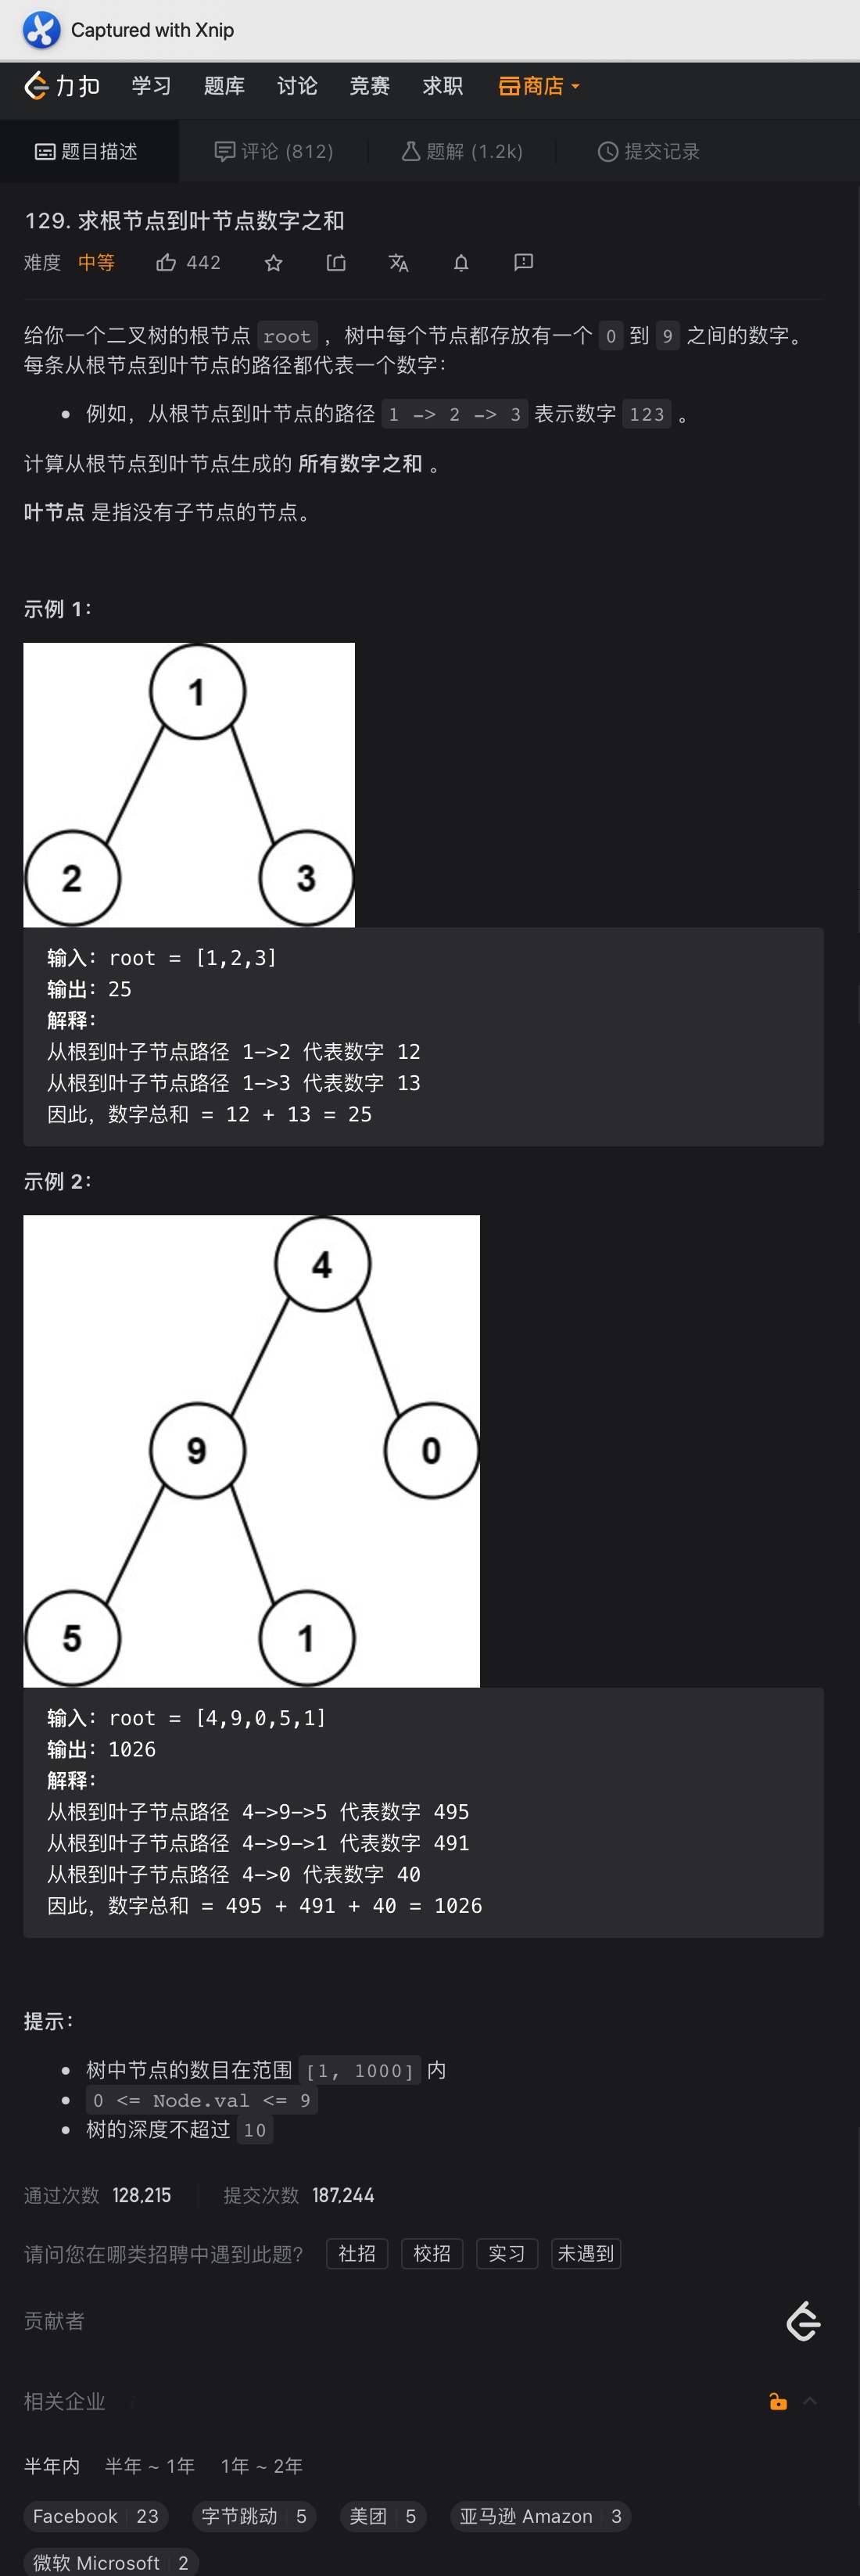 Captured with Xnip
力扣 学习 题库 讨论 竞赛 求职 商店
题目描述 评论 (812) 题解 (1.2k) 提交记录
129. 求根节点到叶节点数字之和
难度 中等 442
给你一个二叉树的根节点 root ，树中每个节点都存放有一个 0 到 9 之间的数字。
每条从根节点到叶节点的路径都代表一个数字：
• 例如，从根节点到叶节点的路径 1 -> 2 -> 3 表示数字 123 。
计算从根节点到叶节点生成的 所有数字之和 。
叶节点 是指没有子节点的节点。
示例 1：
1
2 3
输入：root = [1,2,3]
输出：25
解释：
从根到叶子节点路径 1->2 代表数字 12
从根到叶子节点路径 1->3 代表数字 13
因此，数字总和 = 12 + 13 = 25
示例 2：
4
9 0
5 1
输入：root = [4,9,0,5,1]
输出：1026
解释：
从根到叶子节点路径 4->9->5 代表数字 495
从根到叶子节点路径 4->9->1 代表数字 491
从根到叶子节点路径 4->0 代表数字 40
因此，数字总和 = 495 + 491 + 40 = 1026
提示：
• 树中节点的数目在范围 [1, 1000] 内
• 0 <= Node.val <= 9
• 树的深度不超过 10
通过次数 128,215 提交次数 187,244
请问您在哪类招聘中遇到此题？ 社招 校招 实习 未遇到
贡献者
相关企业
半年内 半年 ~ 1年 1年 ~ 2年
Facebook 23 字节跳动 5 美团 5 亚马逊 Amazon 3
微软 Microsoft 2